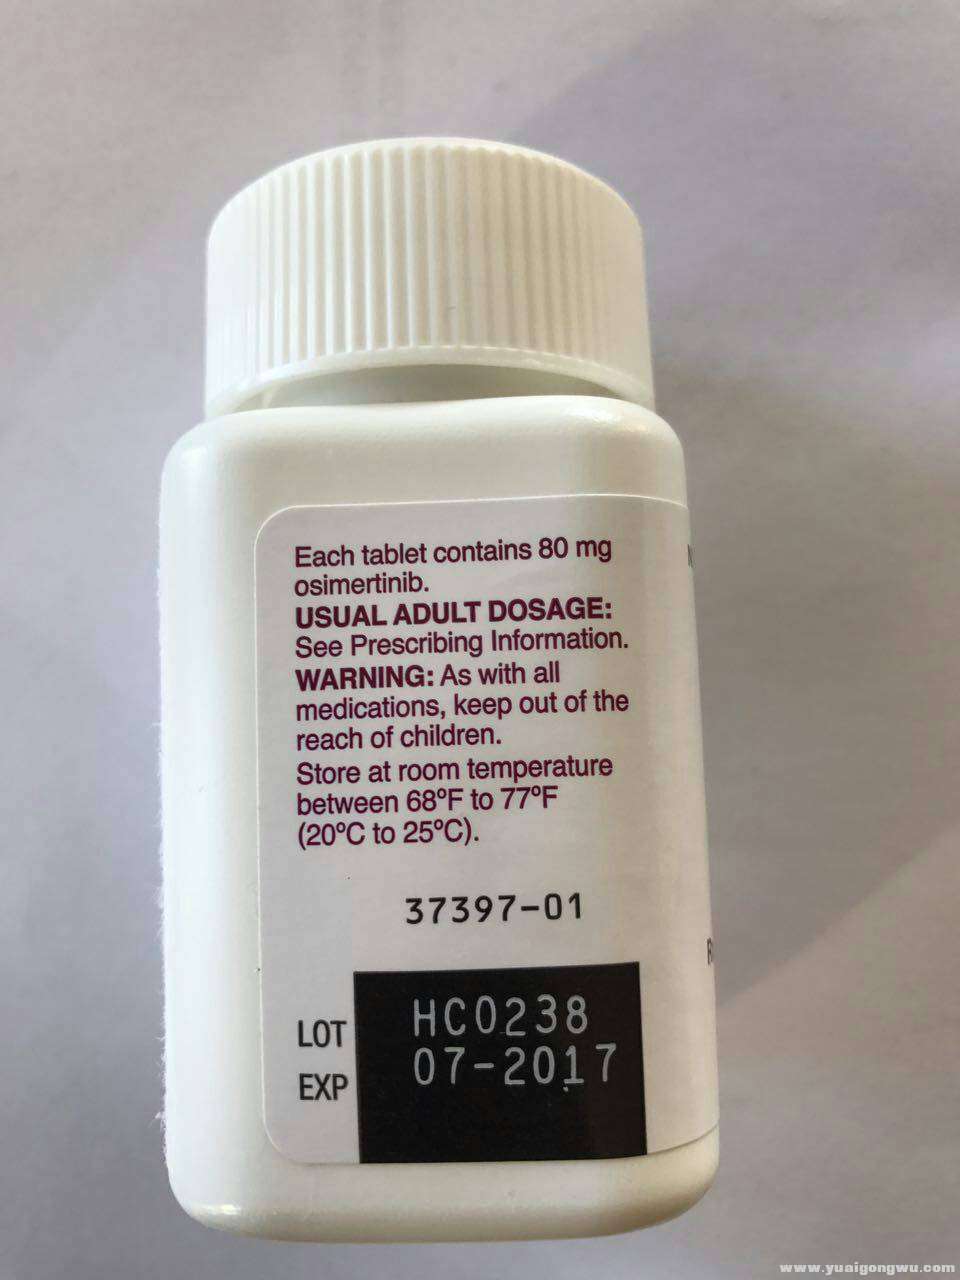 Each tablet contains 80 mg
osimertinib.
USUAL ADULT DOSAGE:
See Prescribing Information.
WARNING: As with all
medications, keep out of the
reach of children.
Store at room temperature
between 68ºF to 77ºF
(20ºC to 25ºC).
37397-01
LOT HC0238
EXP 07-2017
www.yuaigongwu.com